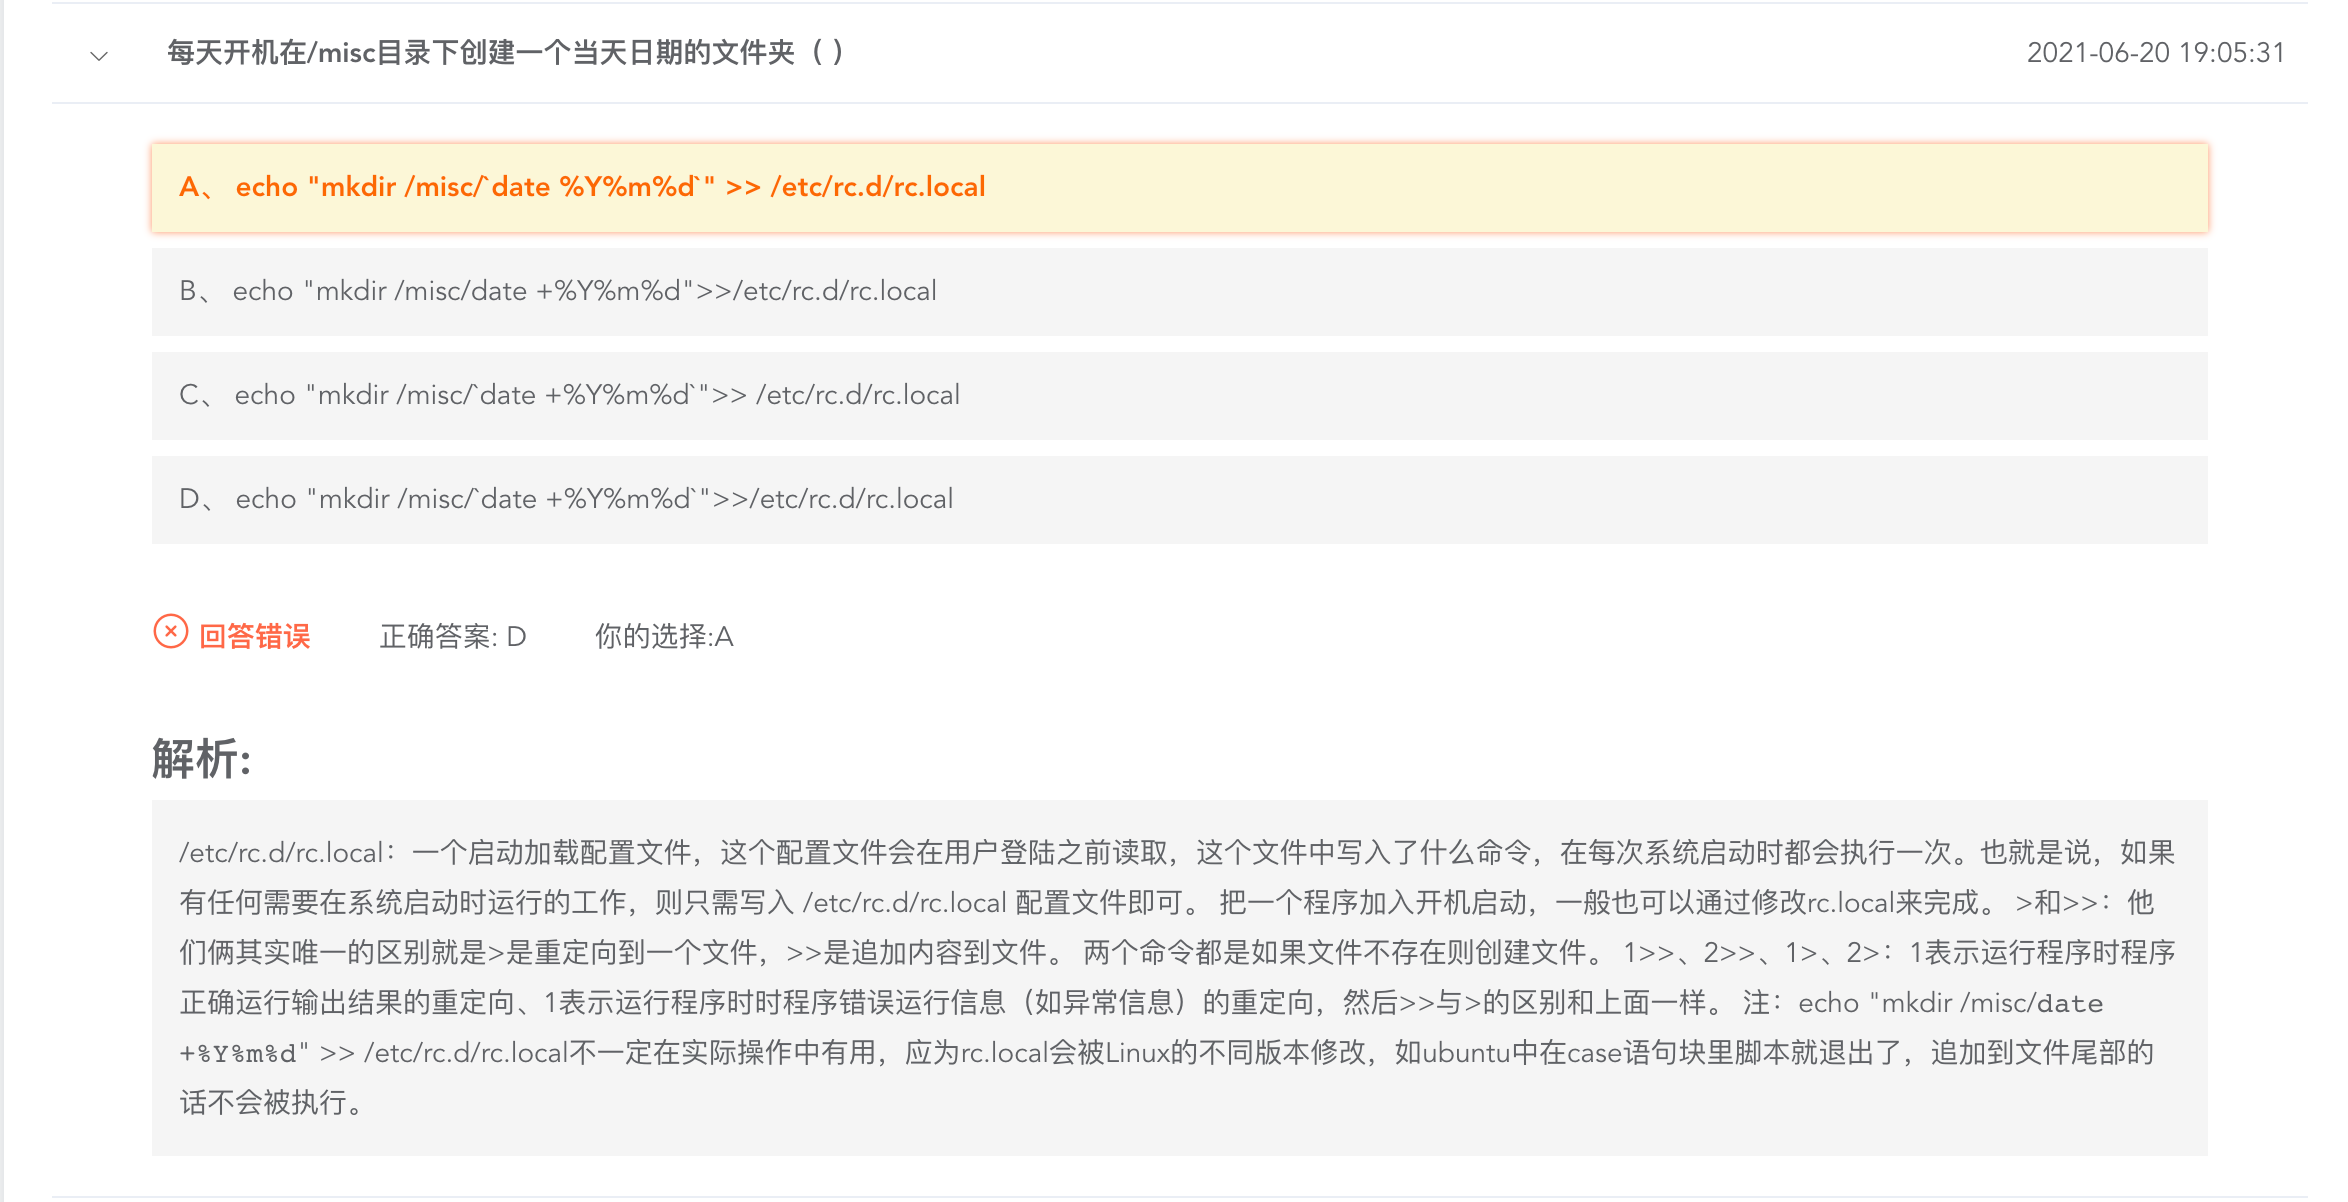 每天开机在/misc目录下创建一个当天日期的文件夹（ ）
2021-06-20 19:05:31
A、 echo "mkdir /misc/`date %Y%m%d`" >> /etc/rc.d/rc.local
B、 echo "mkdir /misc/date +%Y%m%d">>/etc/rc.d/rc.local
C、 echo "mkdir /misc/`date +%Y%m%d`">> /etc/rc.d/rc.local
D、 echo "mkdir /misc/`date +%Y%m%d`">>/etc/rc.d/rc.local
回答错误 正确答案: D 你的选择:A
解析:
/etc/rc.d/rc.local：一个启动加载配置文件，这个配置文件会在用户登陆之前读取，这个文件中写入了什么命令，在每次系统启动时都会执行一次。也就是说，如果
有任何需要在系统启动时运行的工作，则只需写入 /etc/rc.d/rc.local 配置文件即可。 把一个程序加入开机启动，一般也可以通过修改rc.local来完成。 >和>>：他
们俩其实唯一的区别就是>是重定向到一个文件，>>是追加内容到文件。 两个命令都是如果文件不存在则创建文件。 1>>、2>>、1>、2>：1表示运行程序时程序
正确运行输出结果的重定向、1表示运行程序时时程序错误运行信息（如异常信息）的重定向，然后>>与>的区别和上面一样。 注：echo "mkdir /misc/date
+%Y%m%d" >> /etc/rc.d/rc.local不一定在实际操作中有用，应为rc.local会被Linux的不同版本修改，如ubuntu中在case语句块里脚本就退出了，追加到文件尾部的
话不会被执行。